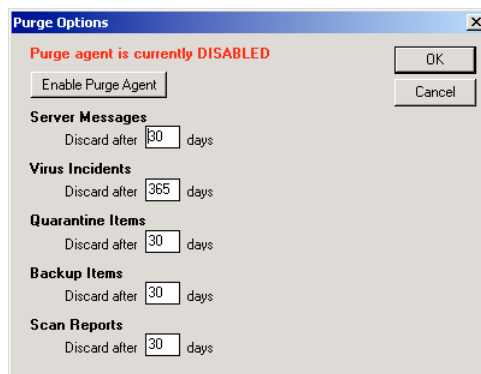 Purge Options
Purge agent is currently DISABLED
OK
Enable Purge Agent
Cancel
Server Messages
Discard after 30 days
Virus Incidents
Discard after 365 days
Quarantine Items
Discard after 30 days
Backup Items
Discard after 30 days
Scan Reports
Discard after 30 days